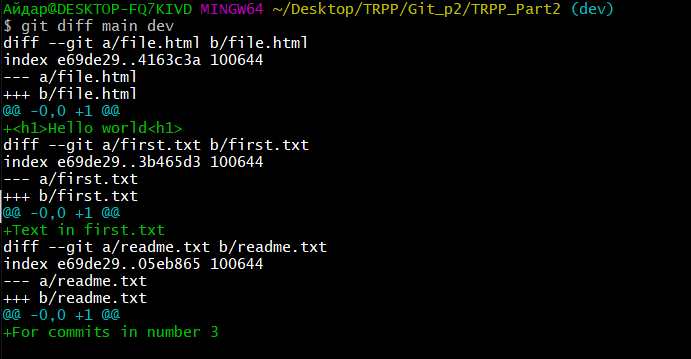 Айдар@DESKTOP-FQ7KIVD MINGW64 ~/Desktop/TRPP/Git_p2/TRPP_Part2 (dev)
$ git diff main dev
diff --git a/file.html b/file.html
index e69de29..4163c3a 100644
--- a/file.html
+++ b/file.html
@@ -0,0 +1 @@
+<h1>Hello world<h1>
diff --git a/first.txt b/first.txt
index e69de29..3b465d3 100644
--- a/first.txt
+++ b/first.txt
@@ -0,0 +1 @@
+Text in first.txt
diff --git a/readme.txt b/readme.txt
index e69de29..05eb865 100644
--- a/readme.txt
+++ b/readme.txt
@@ -0,0 +1 @@
+For commits in number 3